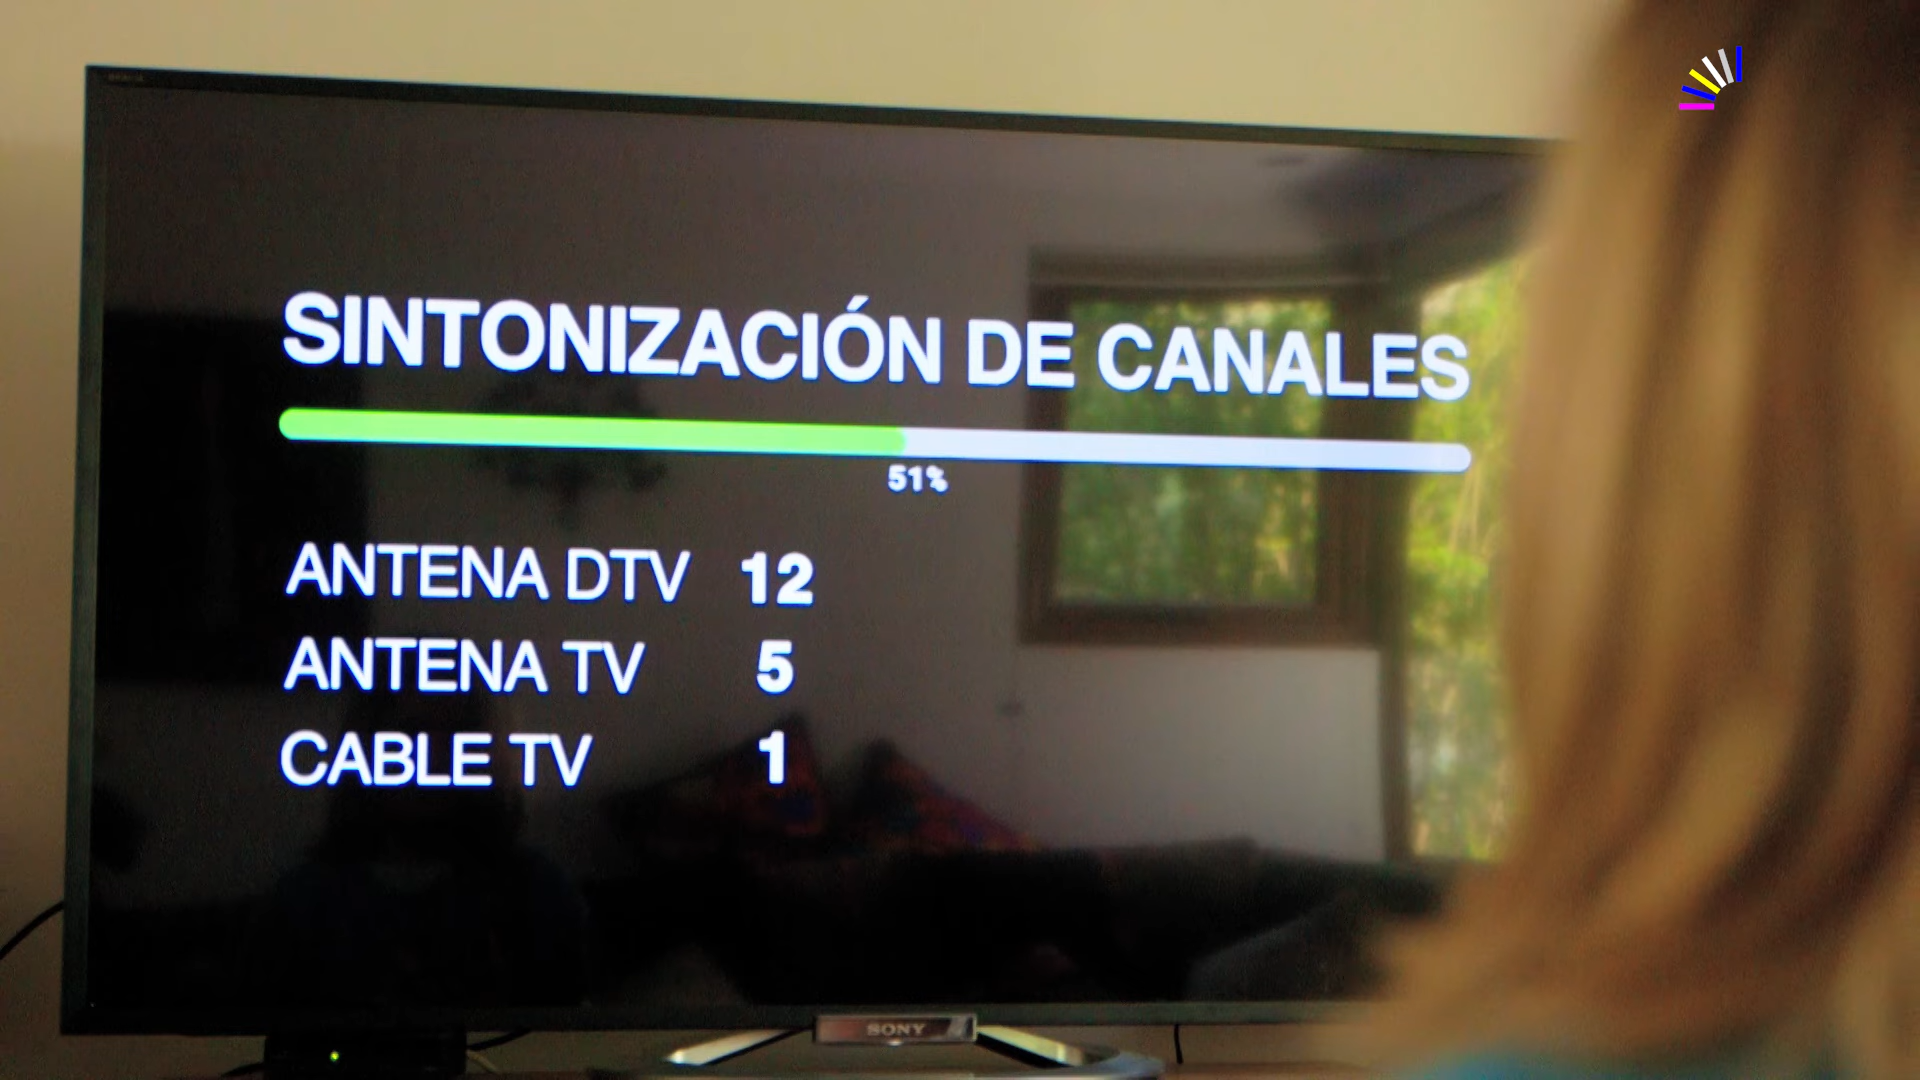 SINTONIZACIÓN DE CANALES
51%
ANTENA DTV 12
ANTENA TV 5
CABLE TV 1
SONY